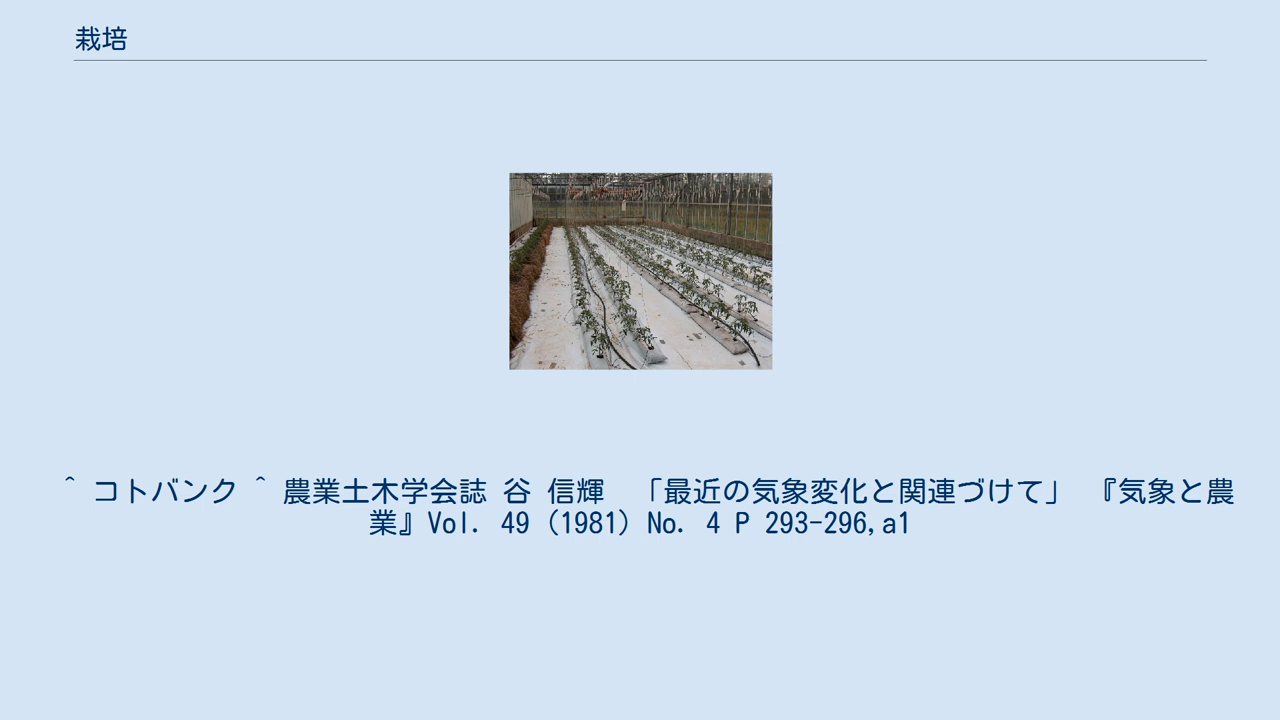 栽培
^ コトバンク ^ 農業土木学会誌 谷 信輝　「最近の気象変化と関連づけて」　『気象と農
業』Vol. 49 (1981) No. 4 P 293-296,a1